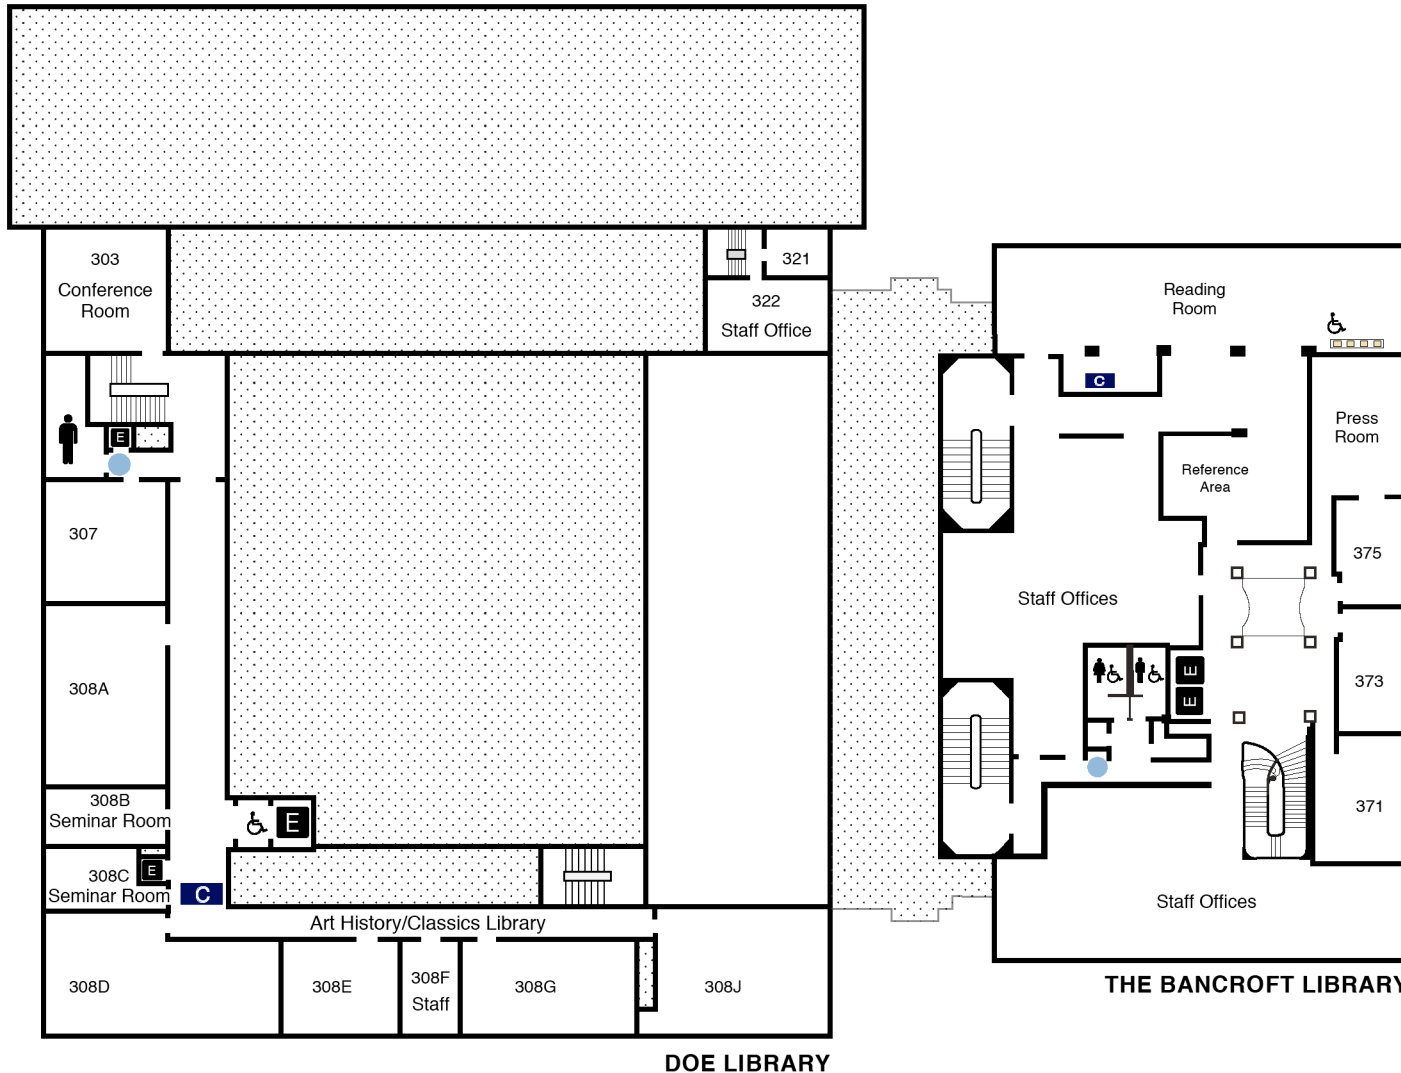 303
Conference
Room
321
322
Staff Office
Reading
Room
C
Press
Room
E
Reference
Area
307
375
Staff Offices
E
E
308A
373
308B
Seminar Room
E
371
308C
Seminar Room
E
C
Art History/Classics Library
Staff Offices
308D
308E
308F
Staff
308G
308J
THE BANCROFT LIBRARY
DOE LIBRARY